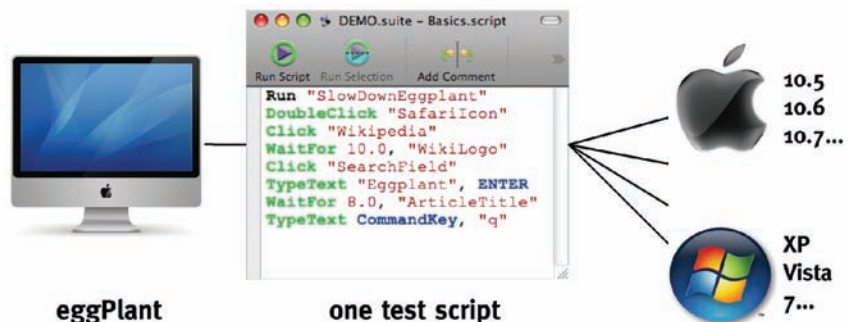 DEMO.suite – Basics.script
Run Script Run Selection Add Comment
Run "SlowDownEggplant"
DoubleClick "SafariIcon"
Click "Wikipedia"
WaitFor 10.0, "WikiLogo"
Click "SearchField"
TypeText "Eggplant", ENTER
WaitFor 8.0, "ArticleTitle"
TypeText CommandKey, "q"
10.5
10.6
10.7...
XP
Vista
7...
eggPlant
one test script